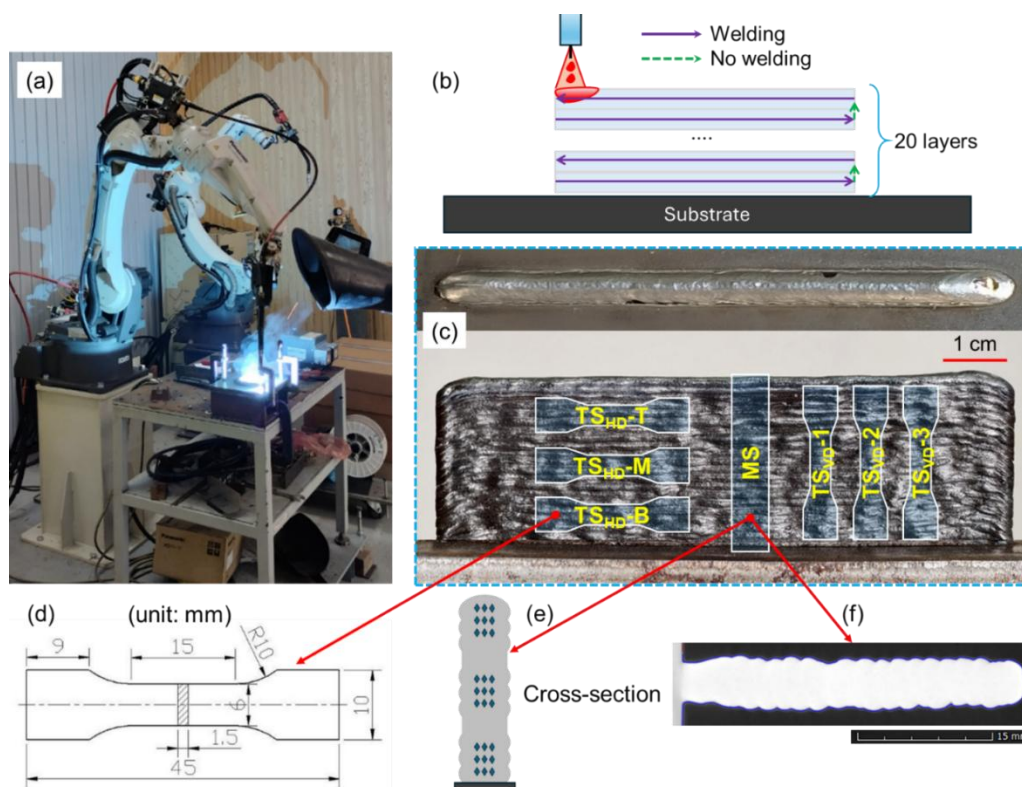 (a)
Welding
No welding
(b)
....
20 layers
Substrate
(c)
1 cm
TS_HD-T
TS_HD-M
TS_HD-B
MS
TS_VD-1
TS_VD-2
TS_VD-3
(d)
(unit: mm)
9
15
R10
6
10
1.5
45
(e)
Cross-section
(f)
15 mm